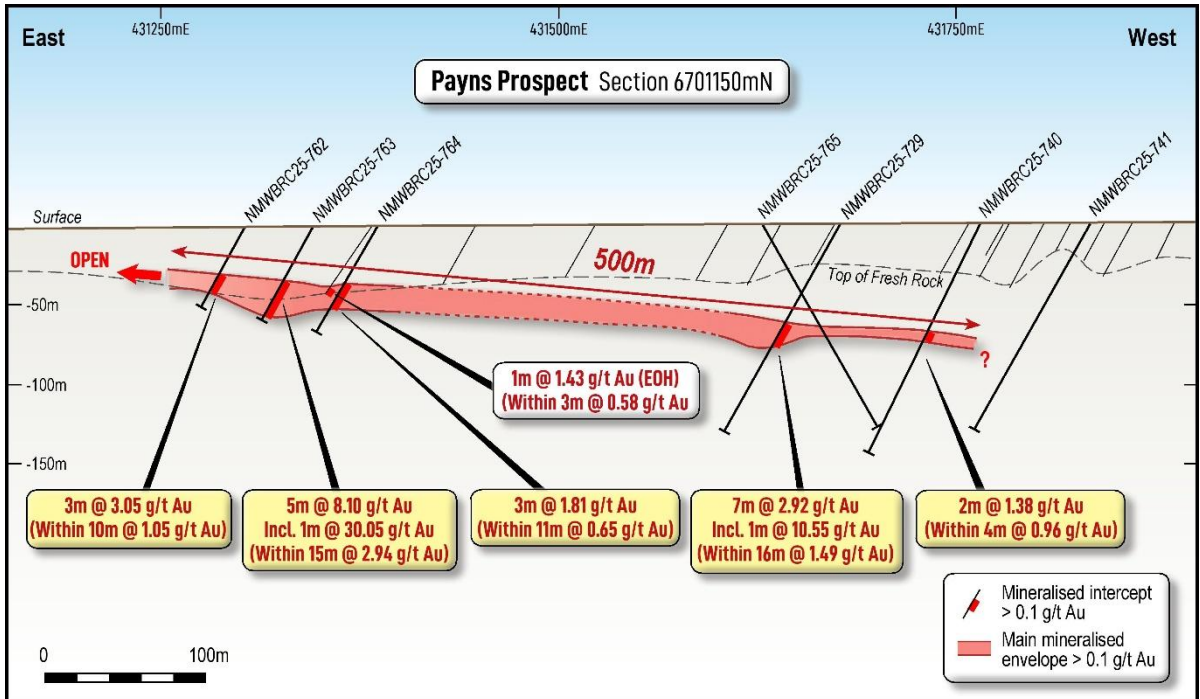 East
431250mE
431500mE
431750mE
West
Payns Prospect Section 6701150mN
NMWBRC25-762
NMWBRC25-763
NMWBRC25-764
NMWBRC25-765
NMWBRC25-729
NMWBRC25-740
NMWBRC25-741
Surface
OPEN
500m
Top of Fresh Rock
-50m
?
-100m
1m @ 1.43 g/t Au (EOH)
(Within 3m @ 0.58 g/t Au
-150m
3m @ 3.05 g/t Au
(Within 10m @ 1.05 g/t Au)
5m @ 8.10 g/t Au
Incl. 1m @ 30.05 g/t Au
(Within 15m @ 2.94 g/t Au)
3m @ 1.81 g/t Au
(Within 11m @ 0.65 g/t Au)
7m @ 2.92 g/t Au
Incl. 1m @ 10.55 g/t Au
(Within 16m @ 1.49 g/t Au)
2m @ 1.38 g/t Au
(Within 4m @ 0.96 g/t Au)
Mineralised intercept
> 0.1 g/t Au
Main mineralised
envelope > 0.1 g/t Au
0
100m